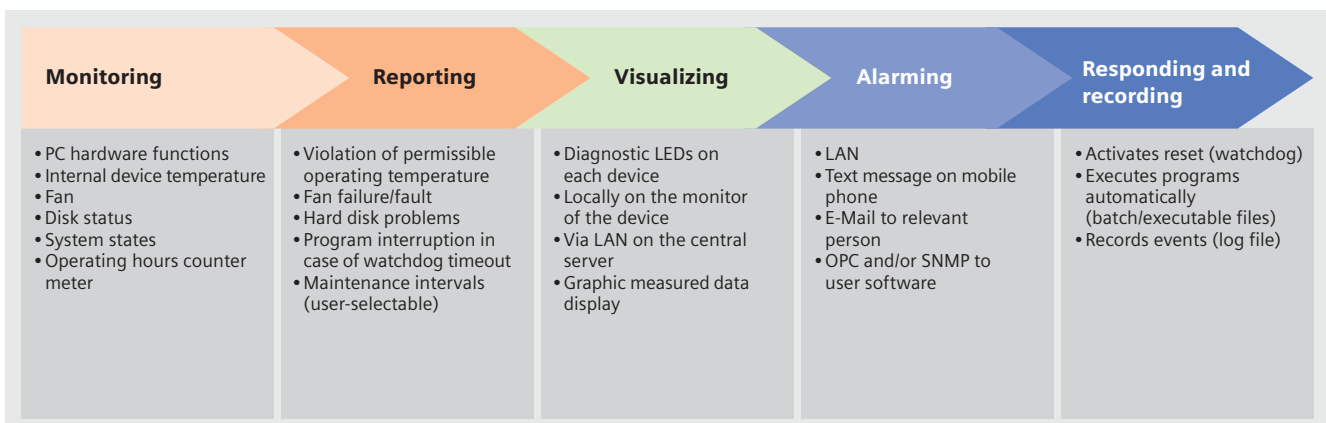 Monitoring
Reporting
Visualizing
Alarming
Responding and
recording
• PC hardware functions
• Internal device temperature
• Fan
• Disk status
• System states
• Operating hours counter
meter
• Violation of permissible
operating temperature
• Fan failure/fault
• Hard disk problems
• Program interruption in
case of watchdog timeout
• Maintenance intervals
(user-selectable)
• Diagnostic LEDs on
each device
• Locally on the monitor
of the device
• Via LAN on the central
server
• Graphic measured data
display
• LAN
• Text message on mobile
phone
• E-Mail to relevant
person
• OPC and/or SNMP to
user software
• Activates reset (watchdog)
• Executes programs
automatically
(batch/executable files)
• Records events (log file)